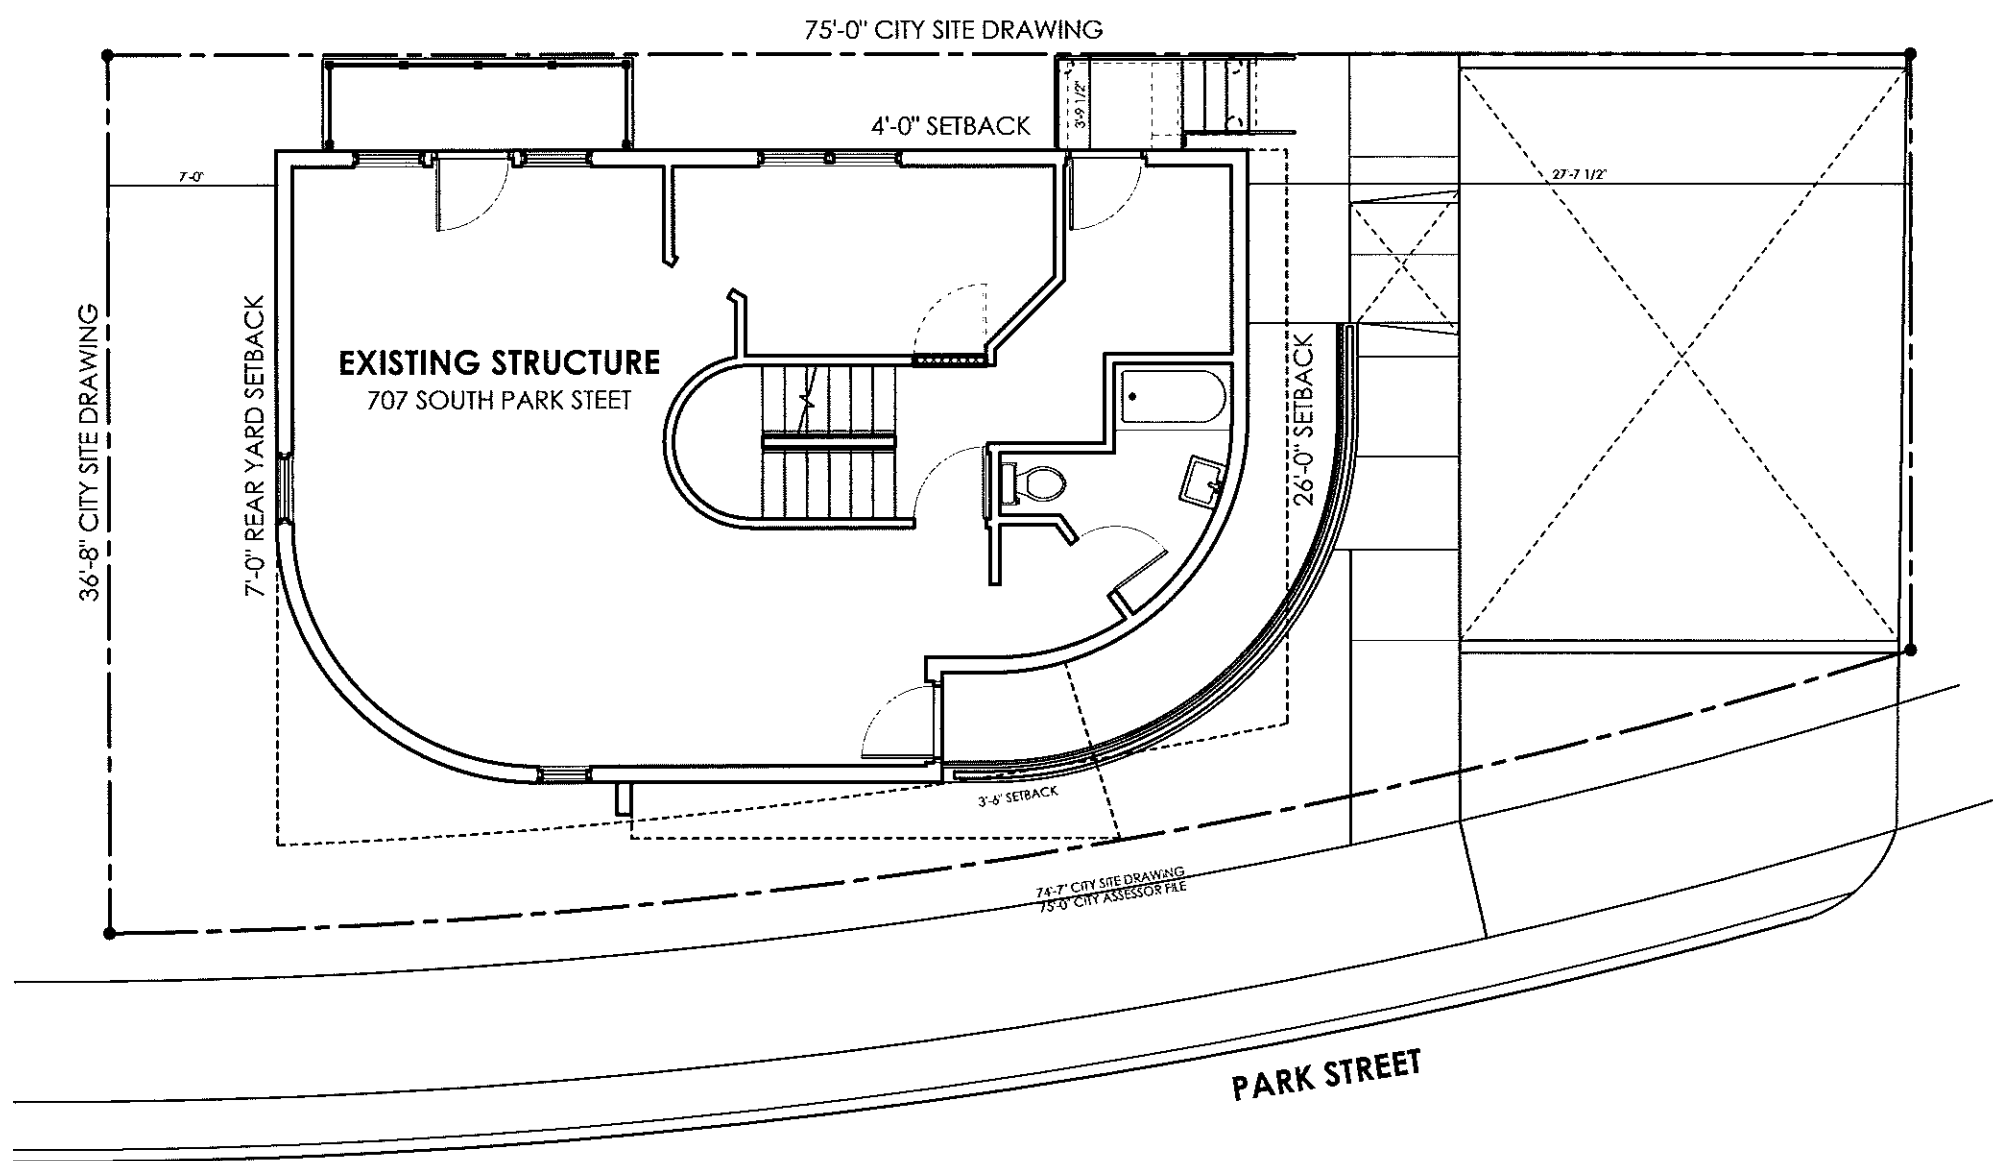 75'-0" CITY SITE DRAWING
4'-0" SETBACK
3'-9 1/2"
7'-0"
27'-7 1/2"
36'-8" CITY SITE DRAWING
7'-0" REAR YARD SETBACK
EXISTING STRUCTURE
707 SOUTH PARK STEET
26'-0" SETBACK
3'-6" SETBACK
74'-7" CITY SITE DRAWING
75'-0" CITY ASSESSOR FILE
PARK STREET